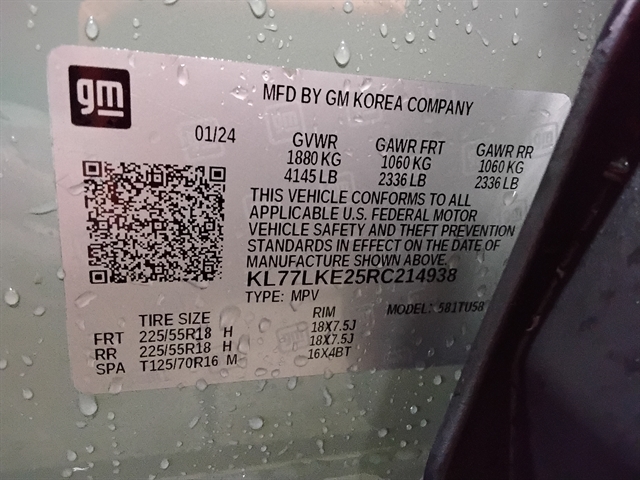 gm
MFD BY GM KOREA COMPANY
01/24
GVWR GAWR FRT GAWR RR
1880 KG 1060 KG 1060 KG
4145 LB 2336 LB 2336 LB
THIS VEHICLE CONFORMS TO ALL
APPLICABLE U.S. FEDERAL MOTOR
VEHICLE SAFETY AND THEFT PREVENTION
STANDARDS IN EFFECT ON THE DATE OF
MANUFACTURE SHOWN ABOVE.
KL77LKE25RC214938
TYPE: MPV MODEL: 581TU58
TIRE SIZE RIM
FRT 225/55R18 H 18X7.5J
RR 225/55R18 H 18X7.5J
SPA T125/70R16 M 16X4BT